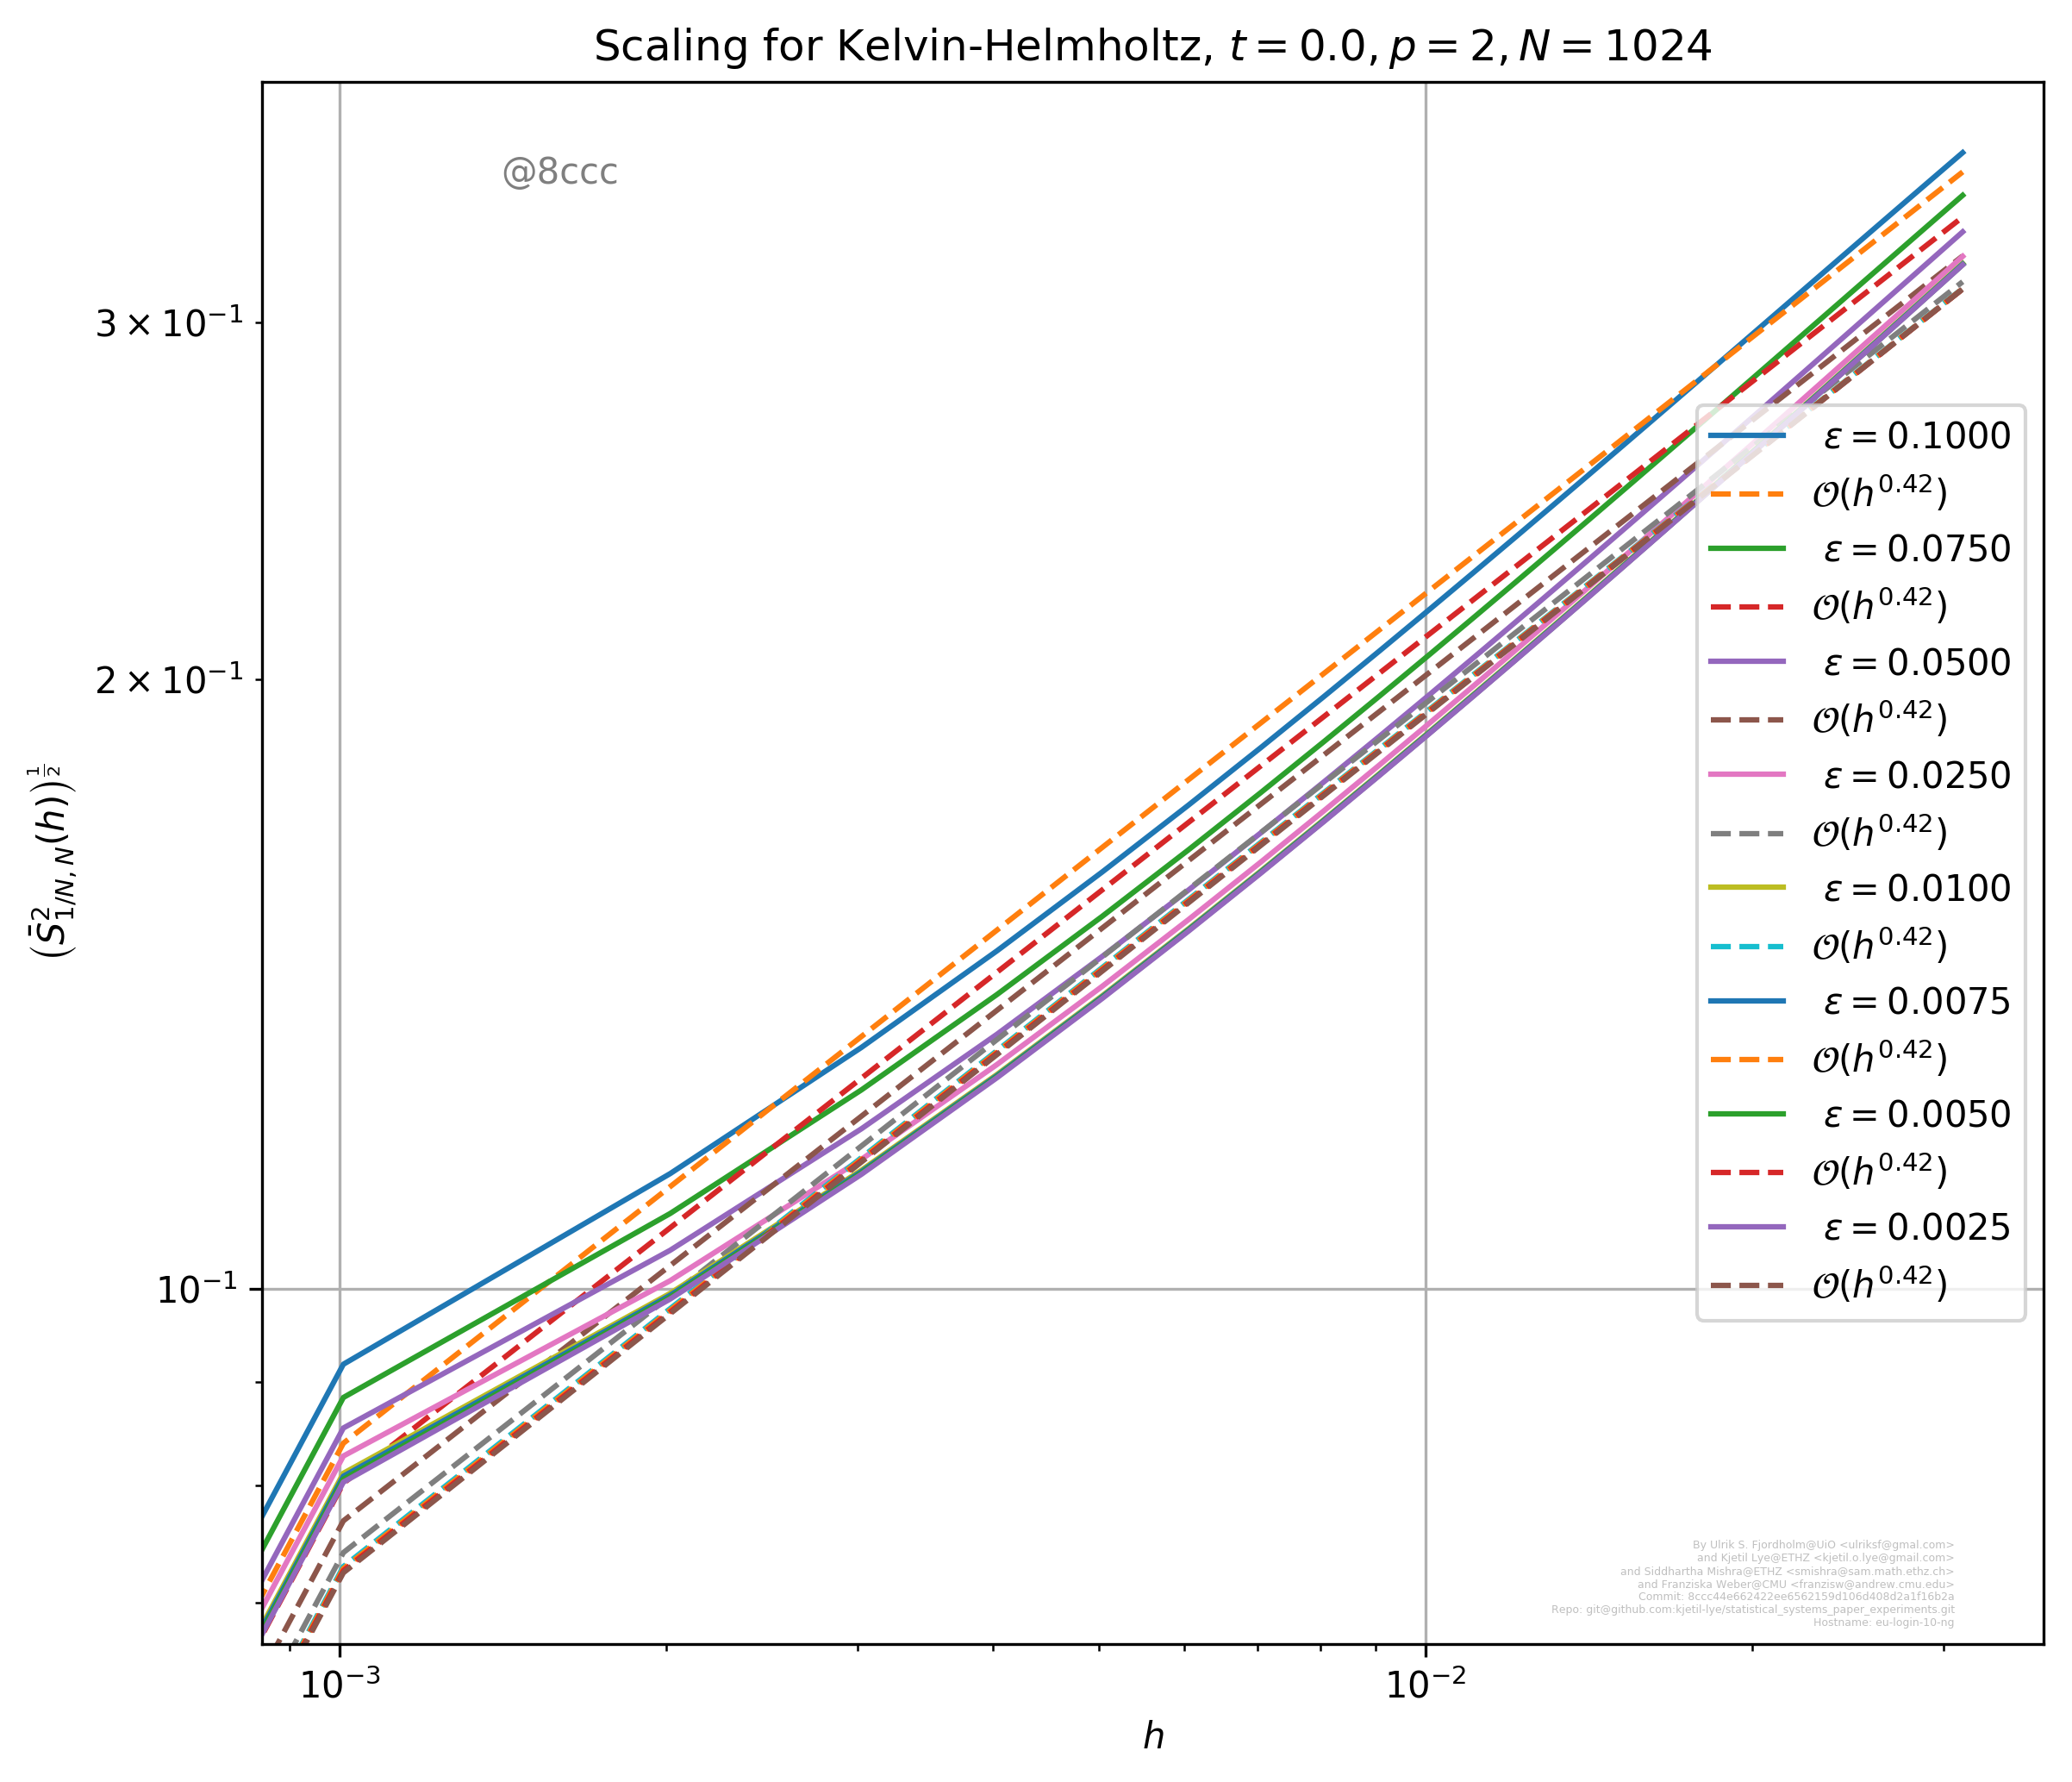 Scaling for Kelvin-Helmholtz, t = 0.0, p = 2, N = 1024
@8ccc
3 × 10⁻¹
2 × 10⁻¹
10⁻¹
(S̄²₁/N, N(h))^(1/2)
ε = 0.1000
𝒪(h^0.42)
ε = 0.0750
𝒪(h^0.42)
ε = 0.0500
𝒪(h^0.42)
ε = 0.0250
𝒪(h^0.42)
ε = 0.0100
𝒪(h^0.42)
ε = 0.0075
𝒪(h^0.42)
ε = 0.0050
𝒪(h^0.42)
ε = 0.0025
𝒪(h^0.42)
By Ulrik S. Fjordholm@UiO <ulriksf@gmal.com>
and Kjetil Lye@ETHZ <kjetil.o.lye@gmail.com>
and Siddhartha Mishra@ETHZ <smishra@sam.math.ethz.ch>
and Franziska Weber@CMU <franzisw@andrew.cmu.edu>
Commit: 8ccc44e662422ee6562159d106d408d2a1f16b2a
Repo: git@github.com:kjetil-lye/statistical_systems_paper_experiments.git
Hostname: eu-login-10-ng
10⁻³
10⁻²
h